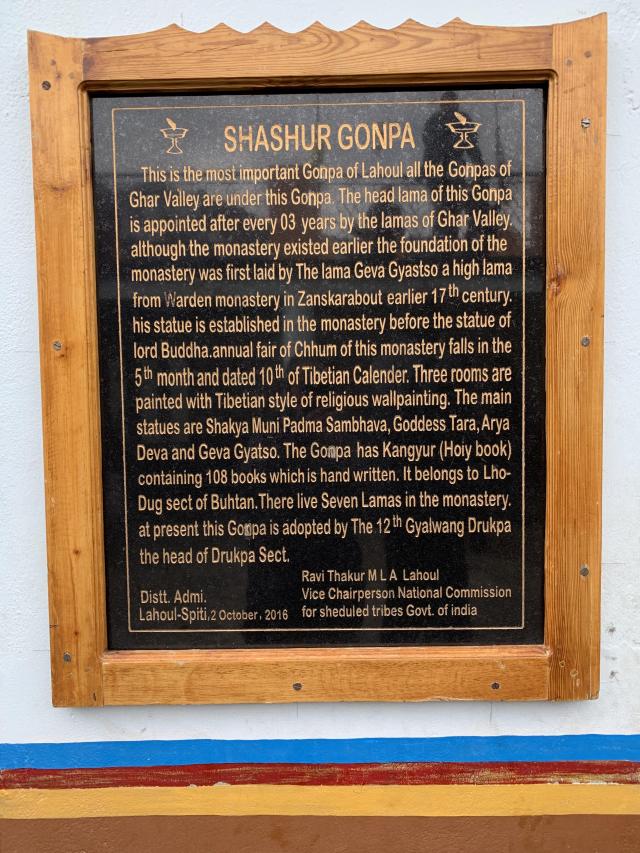 SHASHUR GONPA
This is the most important Gonpa of Lahoul all the Gonpas of
Ghar Valley are under this Gonpa. The head lama of this Gonpa
is appointed after every 03 years by the lamas of Ghar Valley.
although the monastery existed earlier the foundation of the
monastery was first laid by The lama Geva Gyastso a high lama
from Warden monastery in Zanskarabout earlier 17th century.
his statue is established in the monastery before the statue of
lord Buddha.annual fair of Chhum of this monastery falls in the
5th month and dated 10th of Tibetian Calender. Three rooms are
painted with Tibetian style of religious wallpainting. The main
statues are Shakya Muni Padma Sambhava, Goddess Tara, Arya
Deva and Geva Gyatso. The Gonpa has Kangyur (Hoiy book)
containing 108 books which is hand written. It belongs to Lho-
Dug sect of Buhtan.There live Seven Lamas in the monastery.
at present this Gonpa is adopted by The 12th Gyalwang Drukpa
the head of Drukpa Sect.
Distt. Admi.
Lahoul-Spiti,2 October, 2016
Ravi Thakur M L A Lahoul
Vice Chairperson National Commission
for sheduled tribes Govt. of india